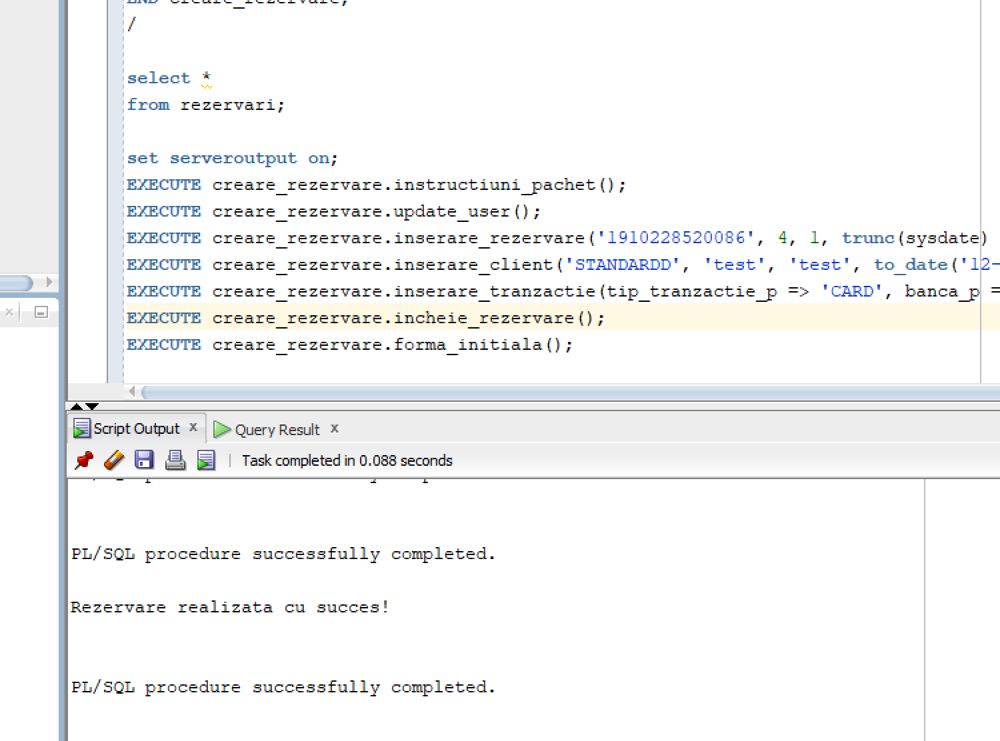 END creare_rezervare;
/
select *
from rezervari;
set serveroutput on;
EXECUTE creare_rezervare.instructiuni_pachet();
EXECUTE creare_rezervare.update_user();
EXECUTE creare_rezervare.inserare_rezervare('1910228520086', 4, 1, trunc(sysdate)
EXECUTE creare_rezervare.inserare_client('STANDARDD', 'test', 'test', to_date('12-
EXECUTE creare_rezervare.inserare_tranzactie(tip_tranzactie_p => 'CARD', banca_p =
EXECUTE creare_rezervare.incheie_rezervare();
EXECUTE creare_rezervare.forma_initiala();
Script Output x
Query Result x
Task completed in 0.088 seconds
PL/SQL procedure successfully completed.
Rezervare realizata cu succes!
PL/SQL procedure successfully completed.